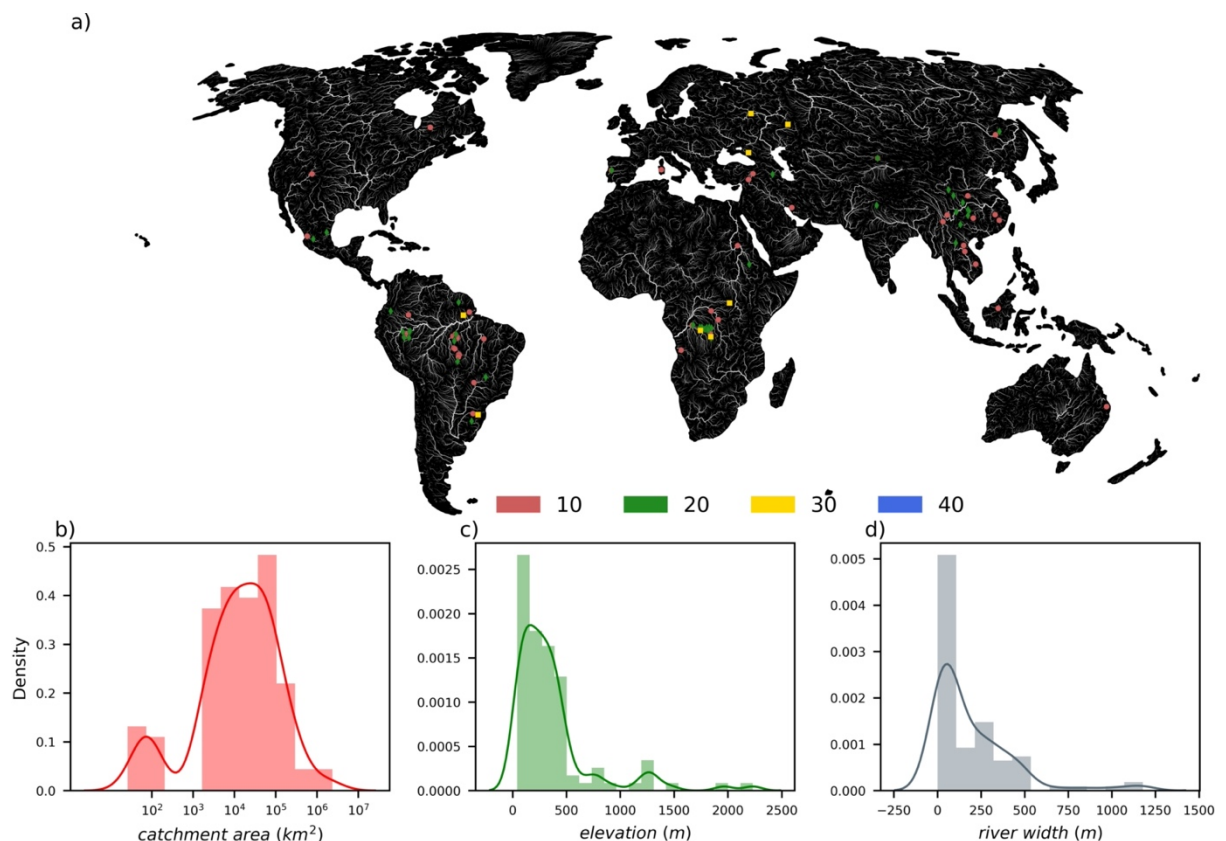 a)
10 20 30 40
b) c) d)
0.5
0.4
0.3
0.2
0.1
0.0
Density
10² 10³ 10⁴ 10⁵ 10⁶ 10⁷
catchment area (km²)
0.0025
0.0020
0.0015
0.0010
0.0005
0.0000
0 500 1000 1500 2000 2500
elevation (m)
0.005
0.004
0.003
0.002
0.001
0.000
−250 0 250 500 750 1000 1250 1500
river width (m)